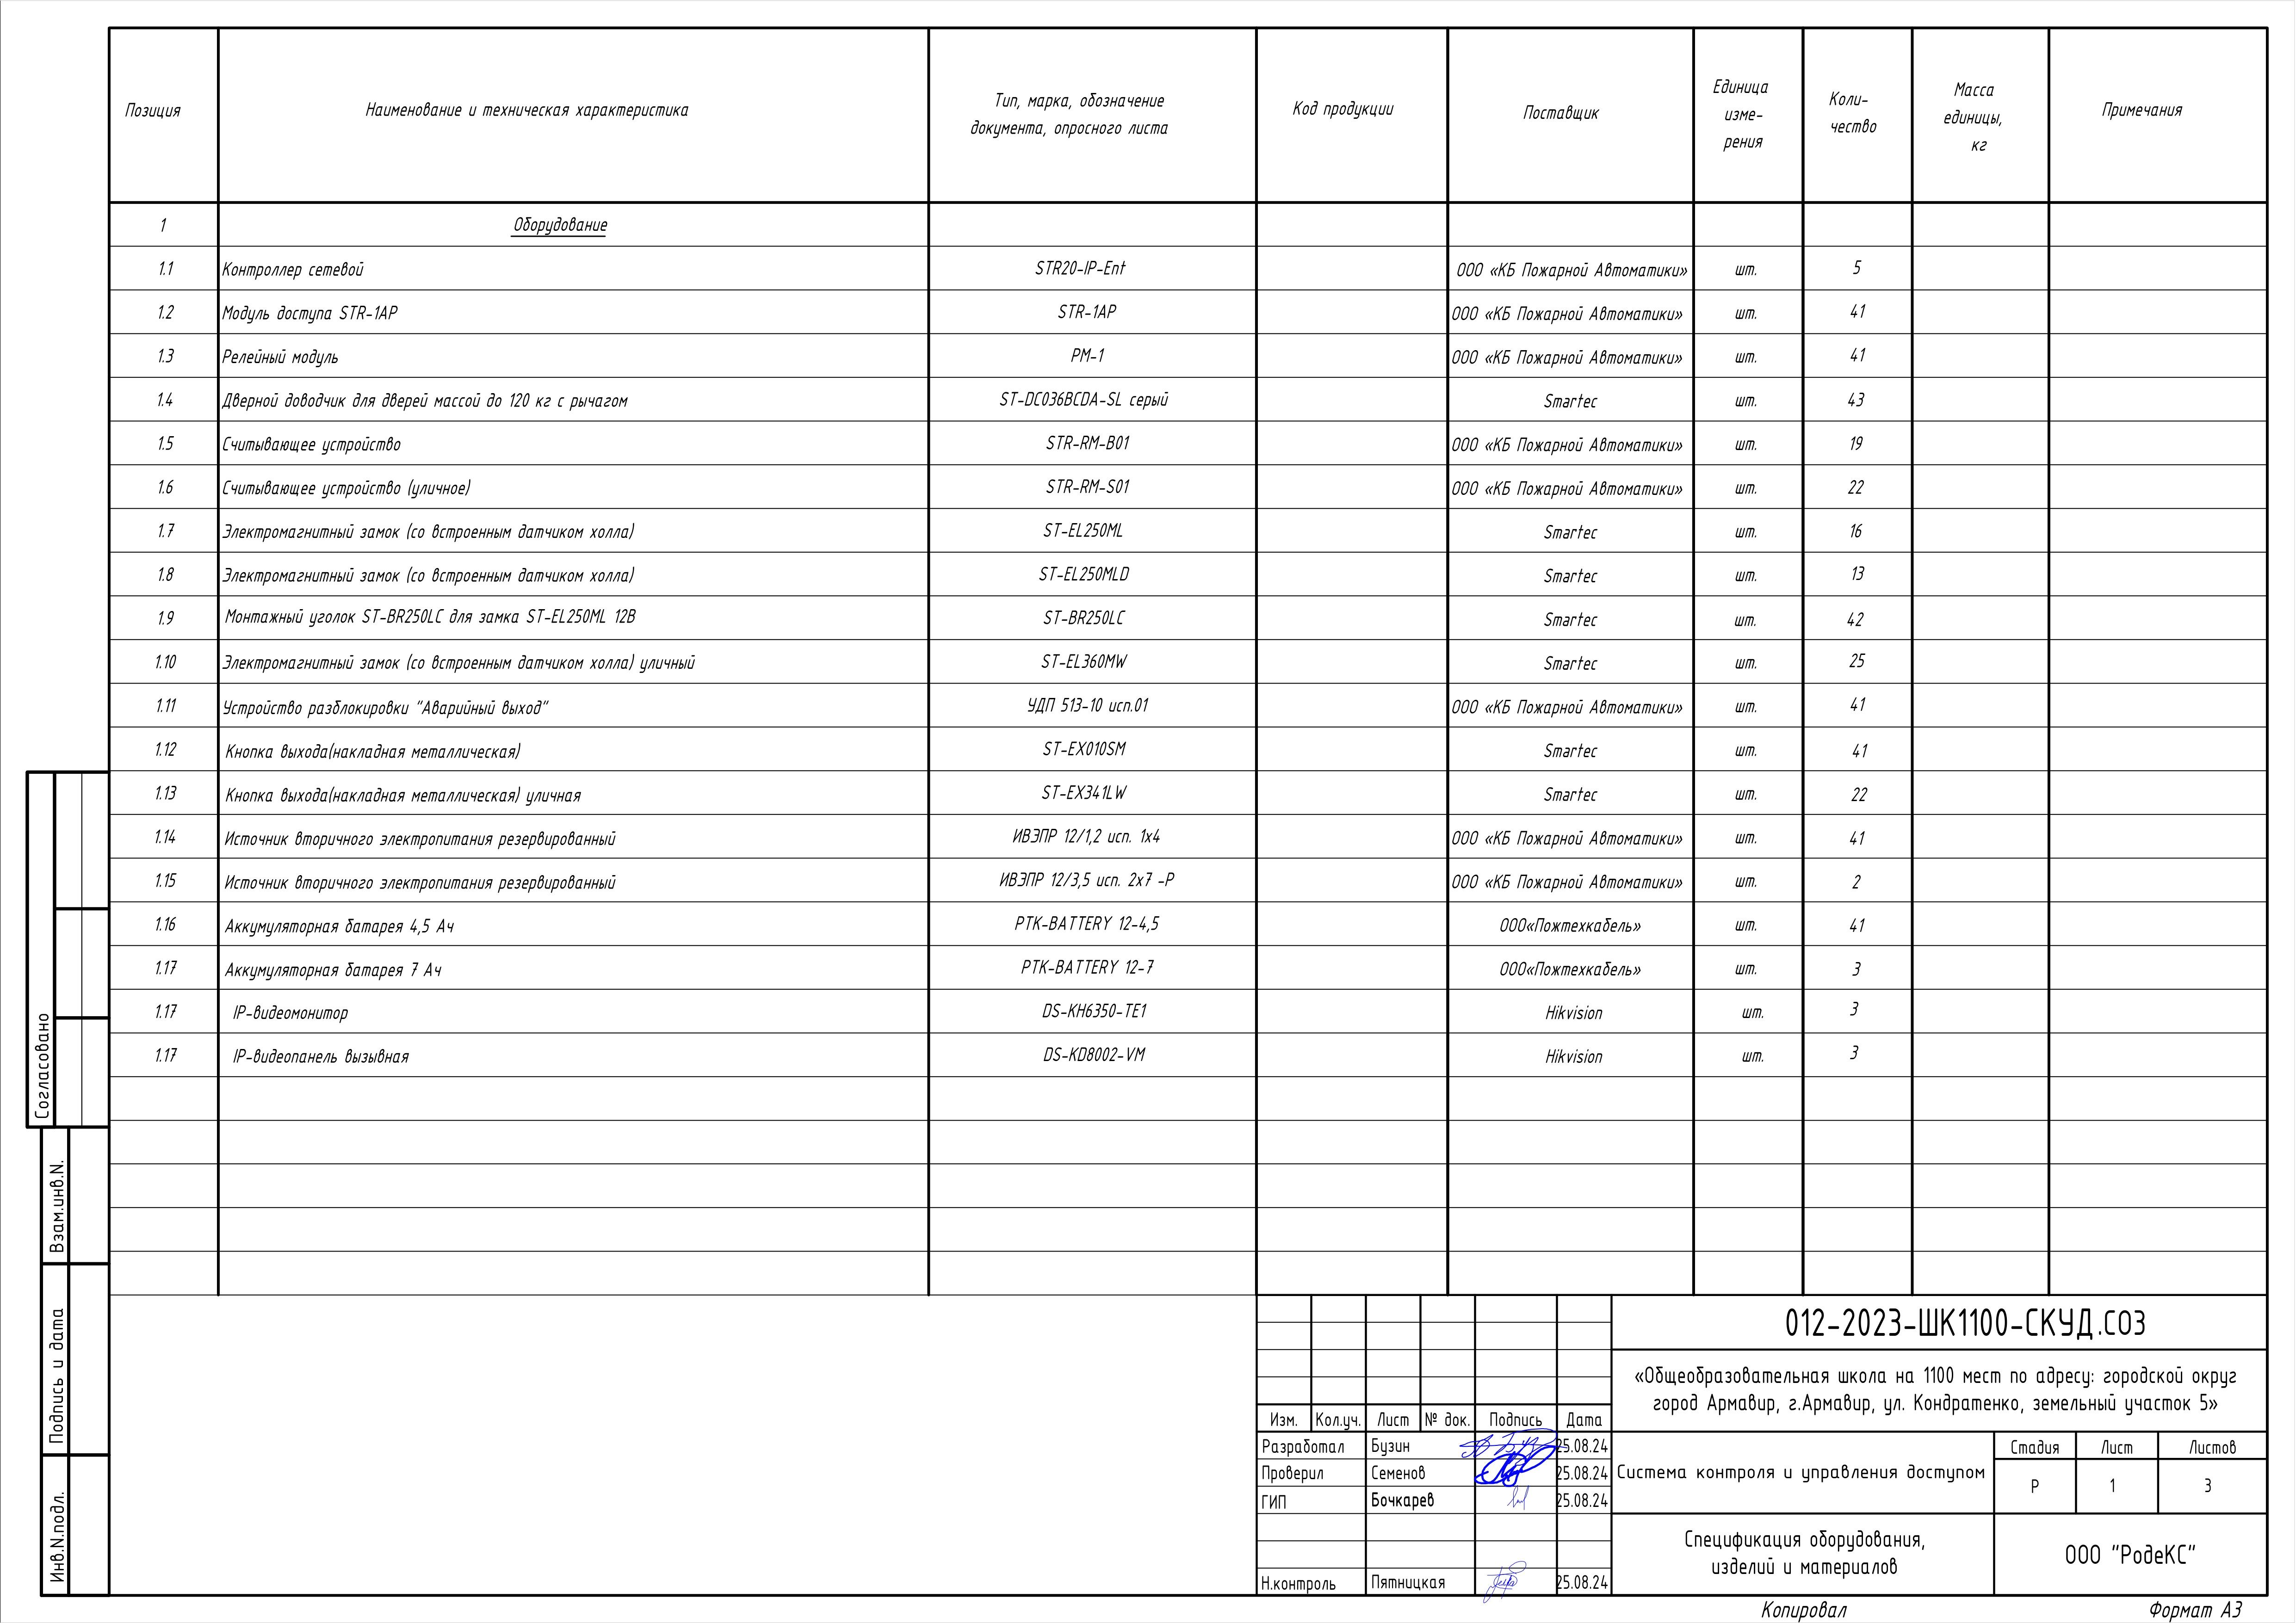 Позиция Наименование и техническая характеристика Тип, марка, обозначение документа, опросного листа Код продукции Поставщик Единица изме- рения Коли- чество Масса единицы, кг Примечания
1 Оборудование
1.1 Контроллер сетевой STR20-IP-Ent ООО «КБ Пожарной Автоматики» шт. 5
1.2 Модуль доступа STR-1AP STR-1AP ООО «КБ Пожарной Автоматики» шт. 41
1.3 Релейный модуль РМ-1 ООО «КБ Пожарной Автоматики» шт. 41
1.4 Дверной доводчик для дверей массой до 120 кг с рычагом ST-DC036BCDA-SL серый Smartec шт. 43
1.5 Считывающее устройство STR-RM-B01 ООО «КБ Пожарной Автоматики» шт. 19
1.6 Считывающее устройство (уличное) STR-RM-S01 ООО «КБ Пожарной Автоматики» шт. 22
1.7 Электромагнитный замок (со встроенным датчиком холла) ST-EL250ML Smartec шт. 16
1.8 Электромагнитный замок (со встроенным датчиком холла) ST-EL250MLD Smartec шт. 13
1.9 Монтажный уголок ST-BR250LC для замка ST-EL250ML 12В ST-BR250LC Smartec шт. 42
1.10 Электромагнитный замок (со встроенным датчиком холла) уличный ST-EL360MW Smartec шт. 25
1.11 Устройство разблокировки "Аварийный выход" УДП 513-10 исп.01 ООО «КБ Пожарной Автоматики» шт. 41
1.12 Кнопка выхода(накладная металлическая) ST-EX010SM Smartec шт. 41
1.13 Кнопка выхода(накладная металлическая) уличная ST-EX341LW Smartec шт. 22
1.14 Источник вторичного электропитания резервированный ИВЭПР 12/1,2 исп. 1х4 ООО «КБ Пожарной Автоматики» шт. 41
1.15 Источник вторичного электропитания резервированный ИВЭПР 12/3,5 исп. 2х7 -Р ООО «КБ Пожарной Автоматики» шт. 2
1.16 Аккумуляторная батарея 4,5 Ач PTK-BATTERY 12-4,5 ООО«Пожтехкабель» шт. 41
1.17 Аккумуляторная батарея 7 Ач PTK-BATTERY 12-7 ООО«Пожтехкабель» шт. 3
1.17 IP-видеомонитор DS-KH6350-TE1 Hikvision шт. 3
1.17 IP-видеопанель вызывная DS-KD8002-VM Hikvision шт. 3
Согласовано
Взам.инв.N.
Подпись и дата
Инв.N.подл.
012-2023-ШК1100-СКУД.СО3
«Общеобразовательная школа на 1100 мест по адресу: городской округ
город Армавир, г.Армавир, ул. Кондратенко, земельный участок 5»
Изм. Кол.уч. Лист № док. Подпись Дата
Разработал Бузин 25.08.24
Проверил Семенов 25.08.24
ГИП Бочкарев 25.08.24
Н.контроль Пятницкая 25.08.24
Система контроля и управления доступом
Стадия Лист Листов
Р 1 3
Спецификация оборудования,
изделий и материалов
ООО "РодеКС"
Копировал Формат А3